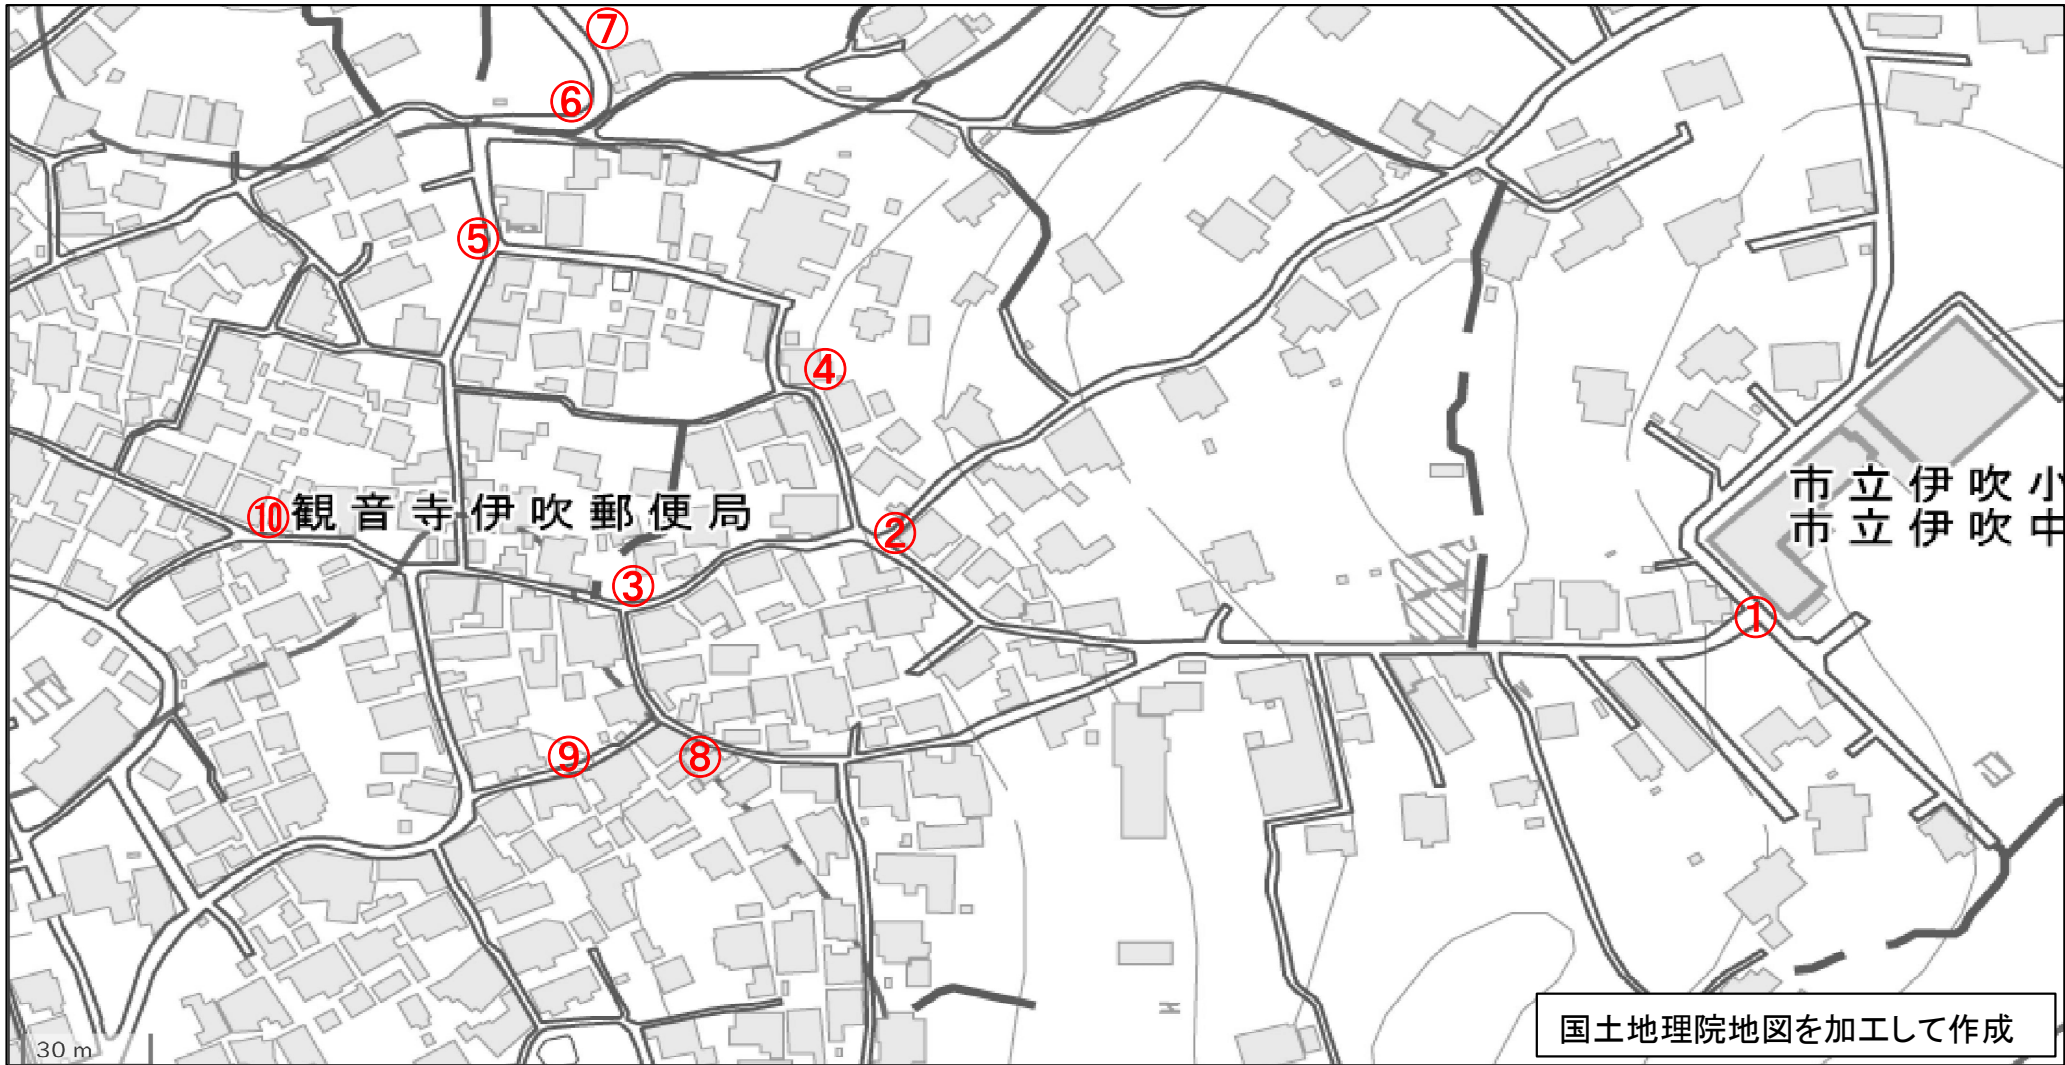 ⑦
⑥
⑤
④
市立伊吹小
⑩観音寺伊吹郵便局
②
市立伊吹中
③
①
⑨
⑧
国土地理院地図を加工して作成
30 m